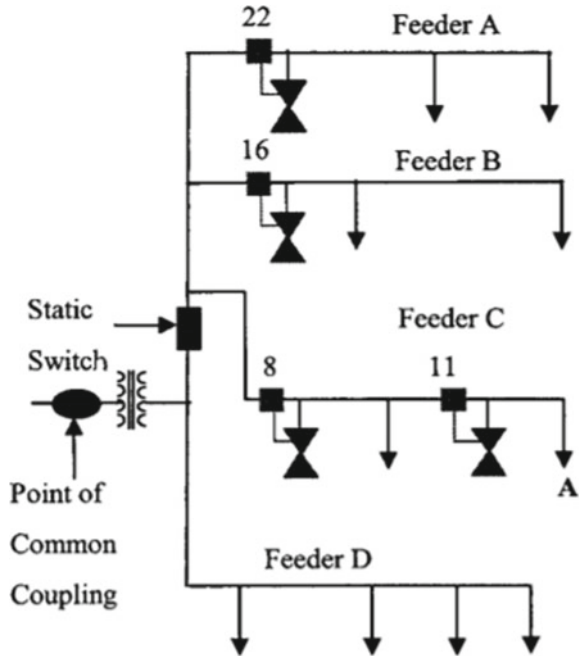 22
Feeder A
16
Feeder B
Static
Switch
Feeder C
8
11
A
Point of
Common
Coupling
Feeder D